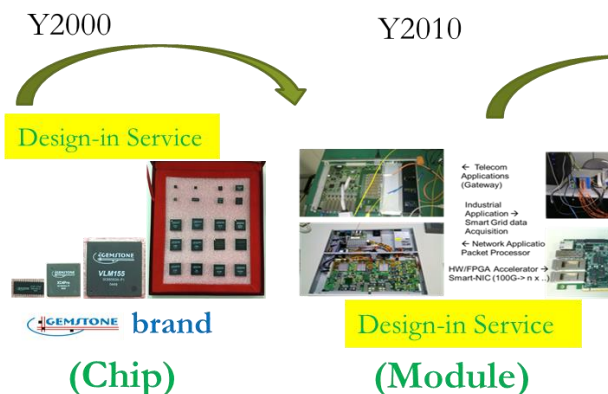 Y2000
Y2010
Design-in Service
← Telecom
Applications
(Gateway)
Industrial
Application →
Smart Grid data
Acquisition
← Network Applicatio
Packet Processor
HW/FPGA Accelerator →
Smart-NIC (100G-> n x ..)
GEMSTONE
VLM155
GEMSTONE brand
Design-in Service
(Chip)
(Module)